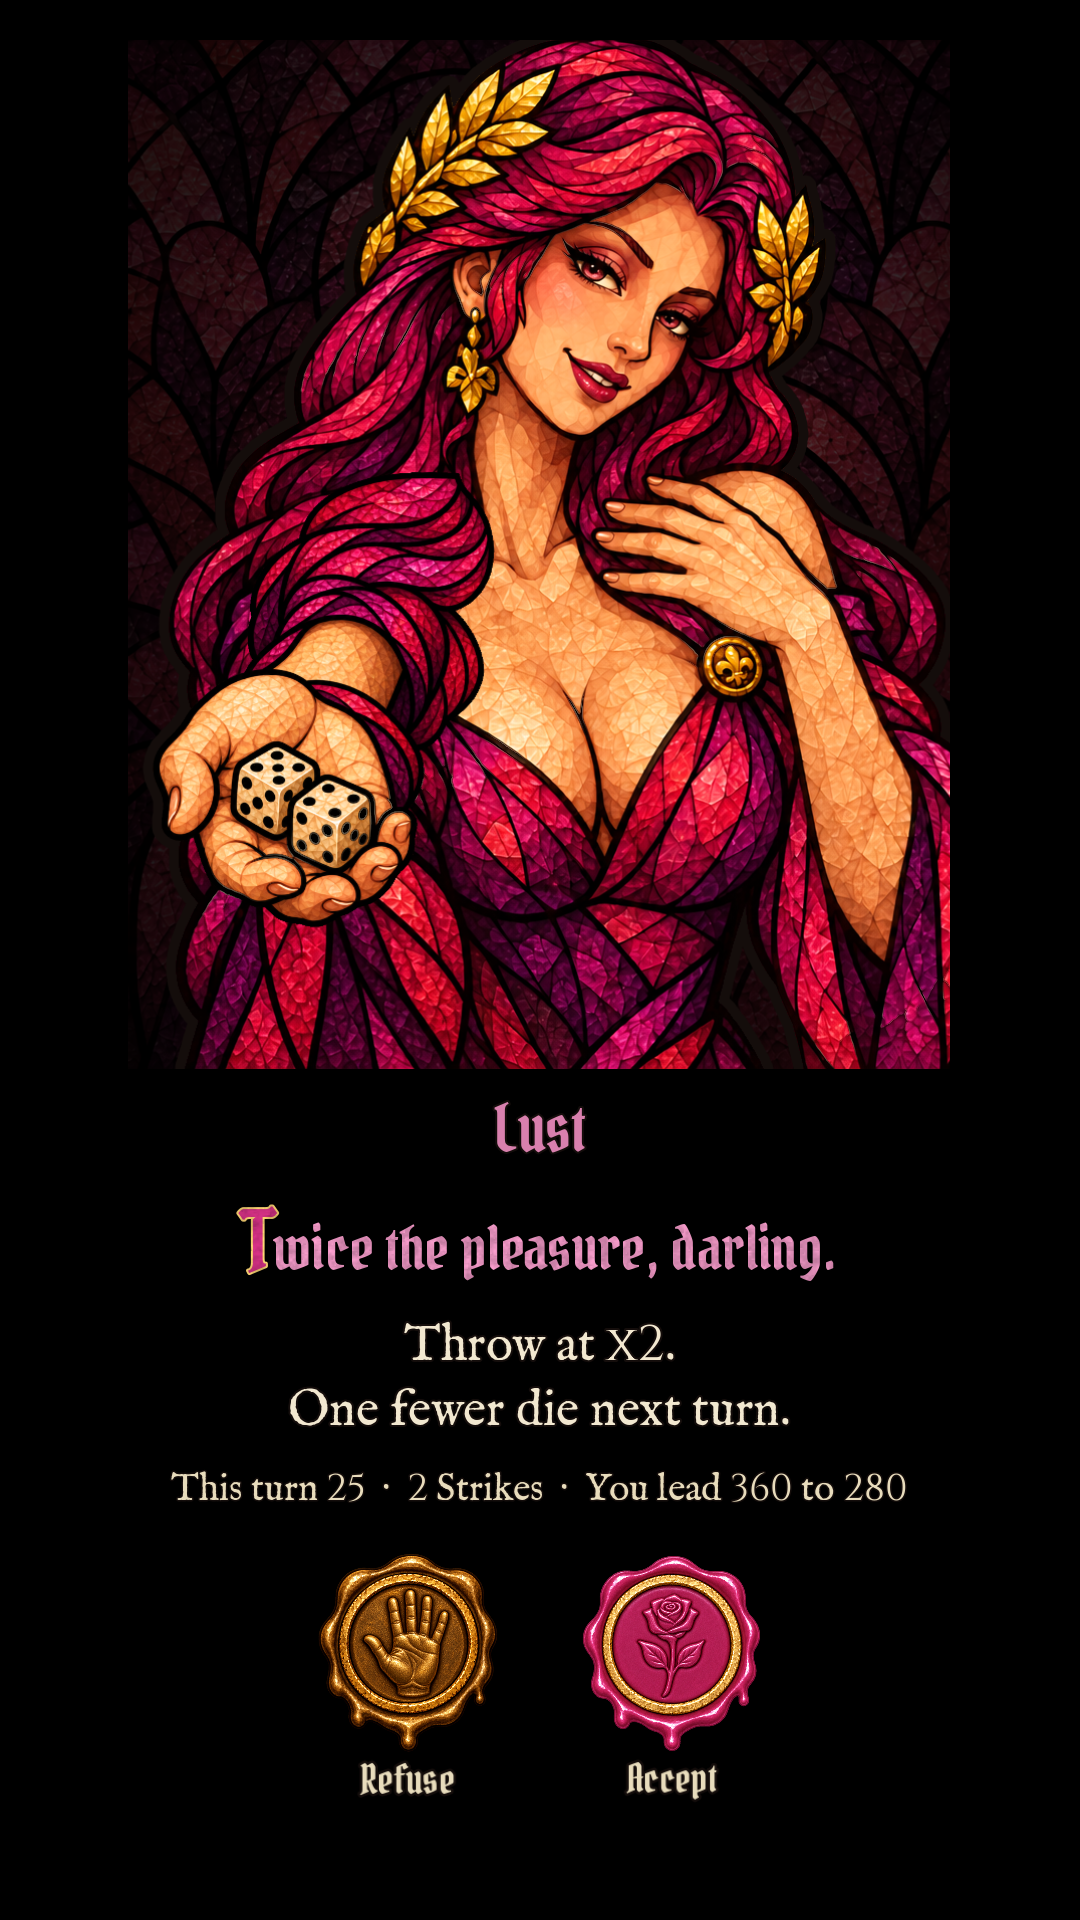 Lust
Twice the pleasure, darling.
Throw at X2.
One fewer die next turn.
This turn 25 · 2 Strikes · You lead 360 to 280
Refuse
Accept